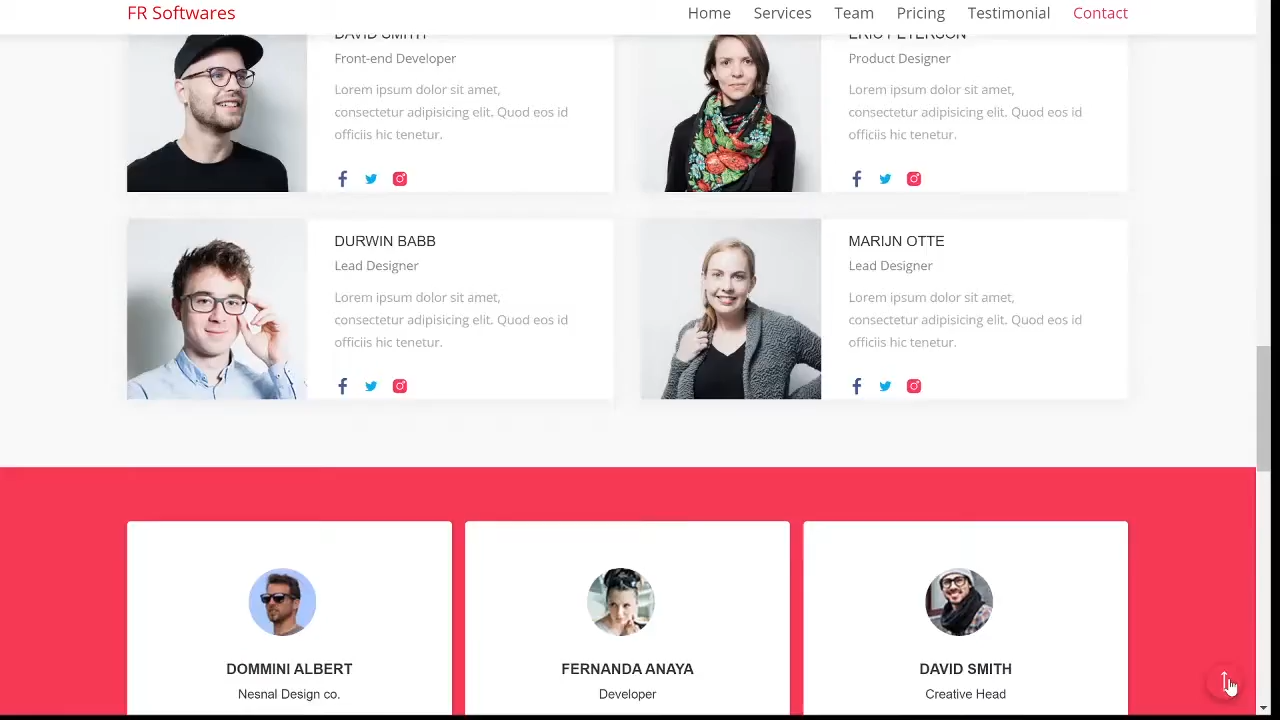 FR Softwares
Home Services Team Pricing Testimonial Contact
DAVID SMITH
Front-end Developer
Lorem ipsum dolor sit amet,
consectetur adipisicing elit. Quod eos id
officiis hic tenetur.
ERIC PETERSON
Product Designer
Lorem ipsum dolor sit amet,
consectetur adipisicing elit. Quod eos id
officiis hic tenetur.
DURWIN BABB
Lead Designer
Lorem ipsum dolor sit amet,
consectetur adipisicing elit. Quod eos id
officiis hic tenetur.
MARIJN OTTE
Lead Designer
Lorem ipsum dolor sit amet,
consectetur adipisicing elit. Quod eos id
officiis hic tenetur.
DOMMINI ALBERT
Nesnal Design co.
FERNANDA ANAYA
Developer
DAVID SMITH
Creative Head